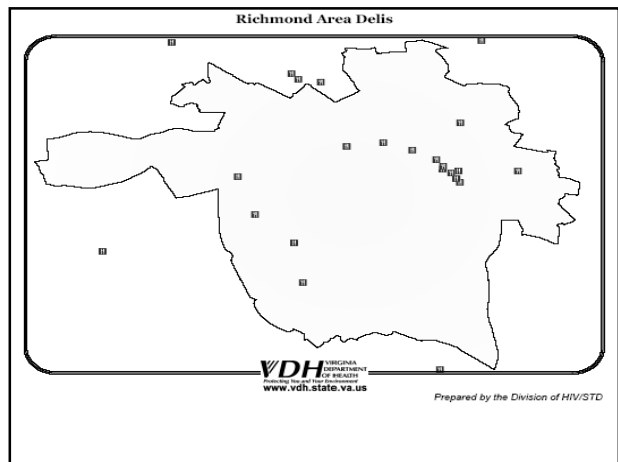 Richmond Area Delis
VDH VIRGINIA
DEPARTMENT
OF HEALTH
Protecting You and Your Environment
www.vdh.state.va.us
Prepared by the Division of HIV/STD